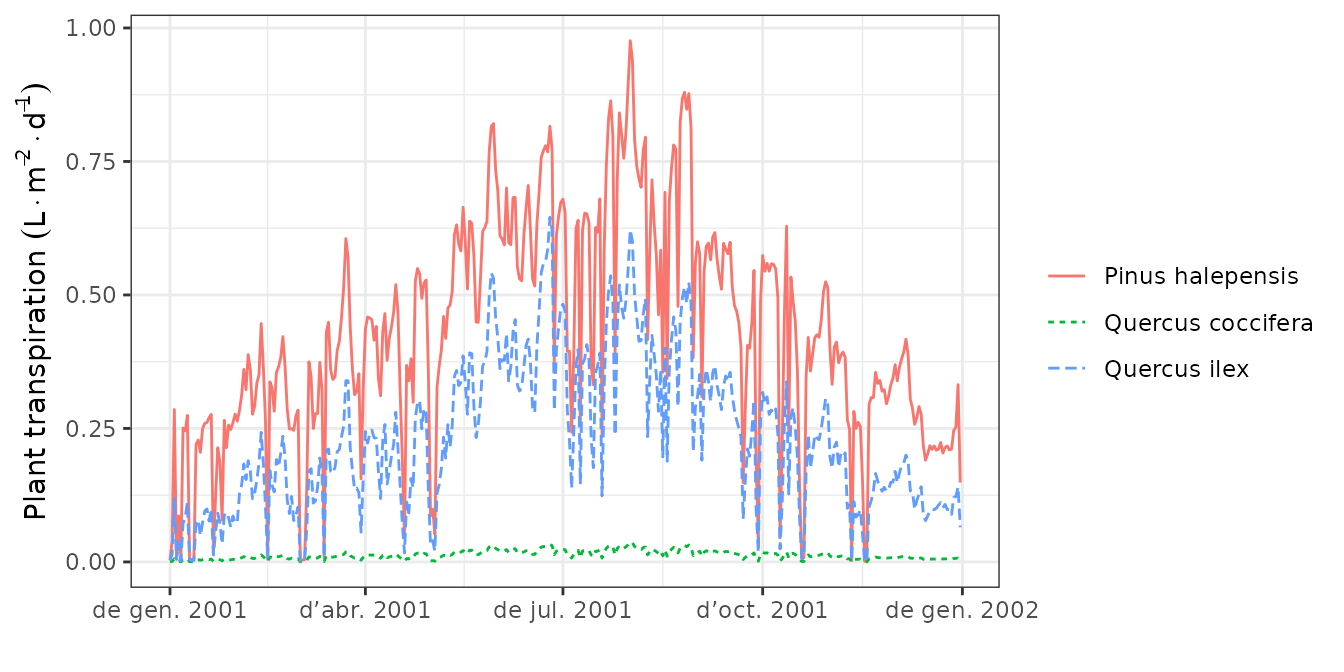 Plant transpiration (L · m⁻² · d⁻¹)
1.00
0.75
0.50
0.25
0.00
de gen. 2001
d’abr. 2001
de jul. 2001
d’oct. 2001
de gen. 2002
Pinus halepensis
Quercus coccifera
Quercus ilex